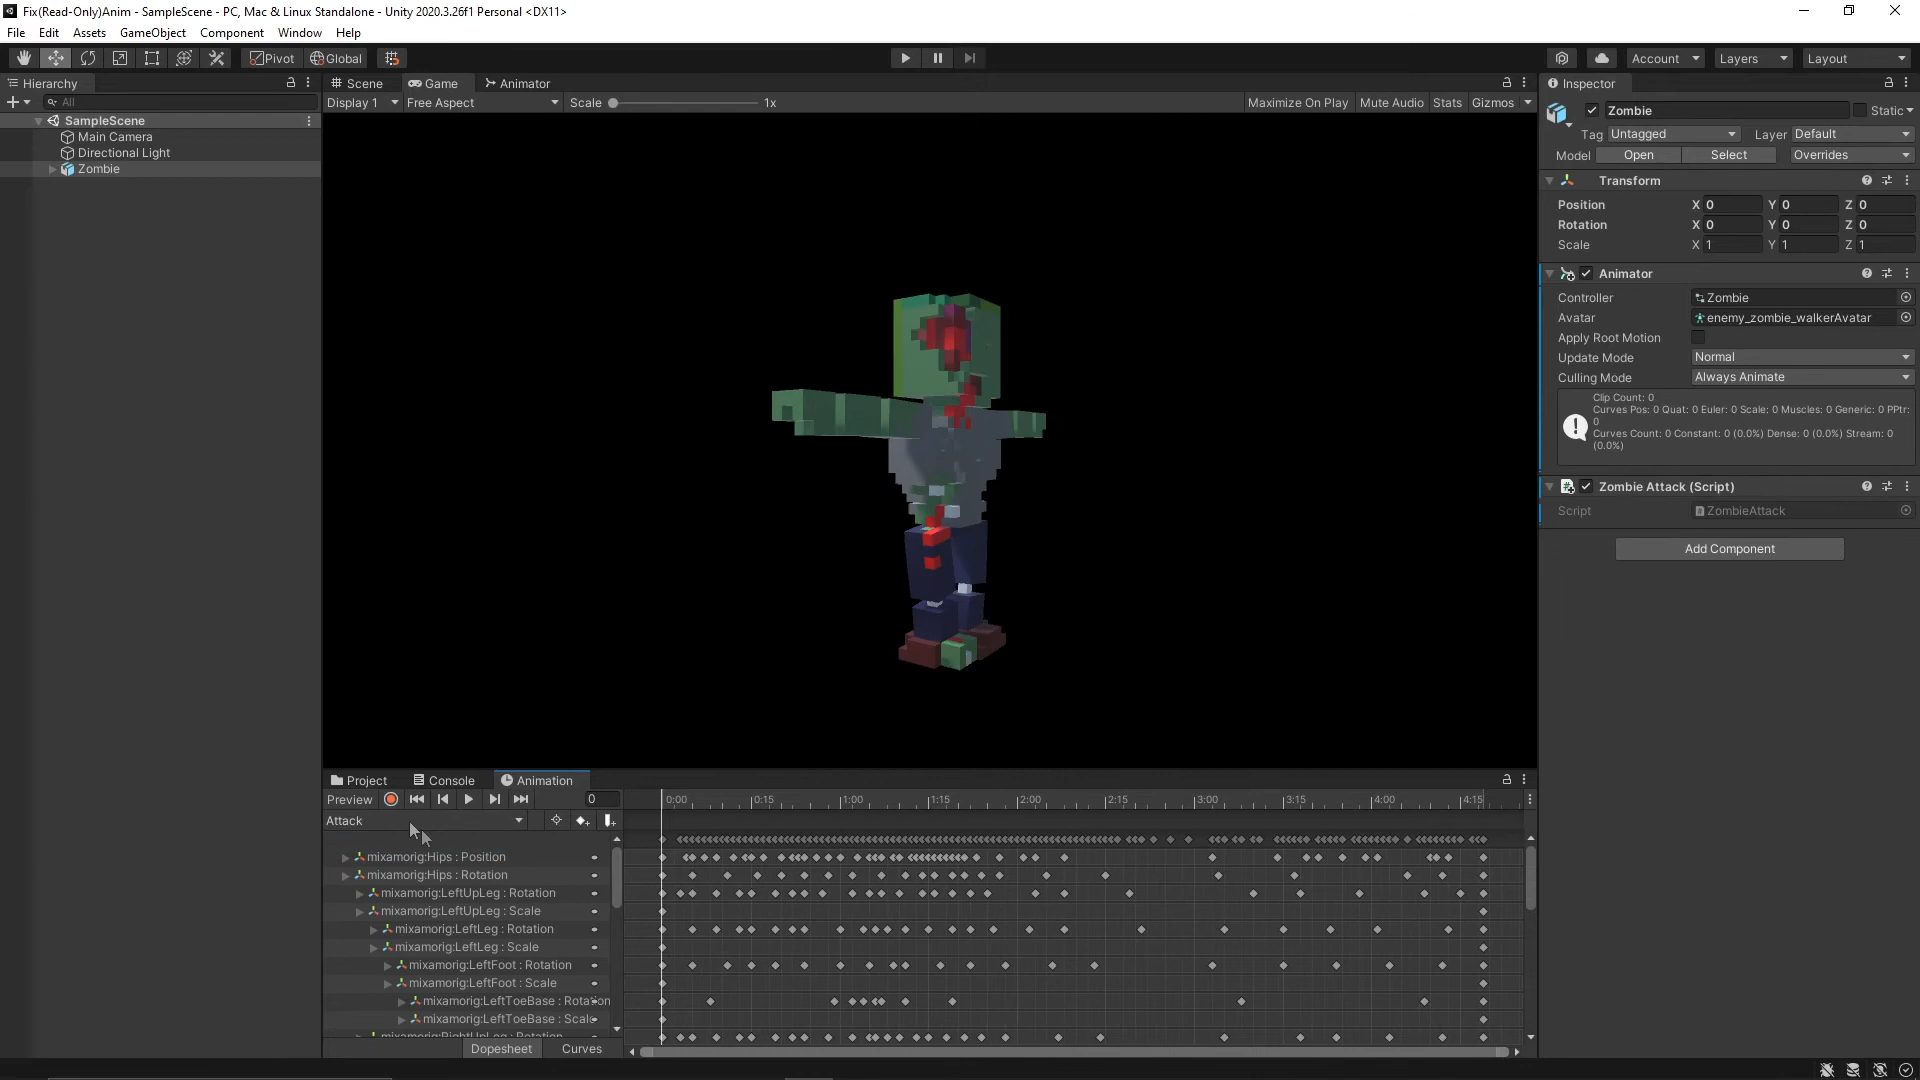 Fix(Read-Only)Anim - SampleScene - PC, Mac & Linux Standalone - Unity 2020.3.26f1 Personal <DX11>
File Edit Assets GameObject Component Window Help
Pivot Global Account Layers Layout
Hierarchy
All
SampleScene
Main Camera
Directional Light
Zombie
Scene Game Animator
Display 1 Free Aspect Scale 1x Maximize On Play Mute Audio Stats Gizmos
Inspector
Zombie Static
Tag Untagged Layer Default
Model Open Select Overrides
Transform
Position X 0 Y 0 Z 0
Rotation X 0 Y 0 Z 0
Scale X 1 Y 1 Z 1
Animator
Controller Zombie
Avatar enemy_zombie_walkerAvatar
Apply Root Motion
Update Mode Normal
Culling Mode Always Animate
Clip Count: 0
Curves Pos: 0 Quat: 0 Euler: 0 Scale: 0 Muscles: 0 Generic: 0 PPtr:
0
Curves Count: 0 Constant: 0 (0.0%) Dense: 0 (0.0%) Stream: 0
(0.0%)
Zombie Attack (Script)
Script ZombieAttack
Add Component
Project Console Animation
Preview 0 0:00 0:15 1:00 1:15 2:00 2:15 3:00 3:15 4:00 4:15
Attack
mixamorig:Hips : Position
mixamorig:Hips : Rotation
mixamorig:LeftUpLeg : Rotation
mixamorig:LeftUpLeg : Scale
mixamorig:LeftLeg : Rotation
mixamorig:LeftLeg : Scale
mixamorig:LeftFoot : Rotation
mixamorig:LeftFoot : Scale
mixamorig:LeftToeBase : Rotation
mixamorig:LeftToeBase : Scale
mixamorig:RightUpLeg : Rotation
Dopesheet Curves